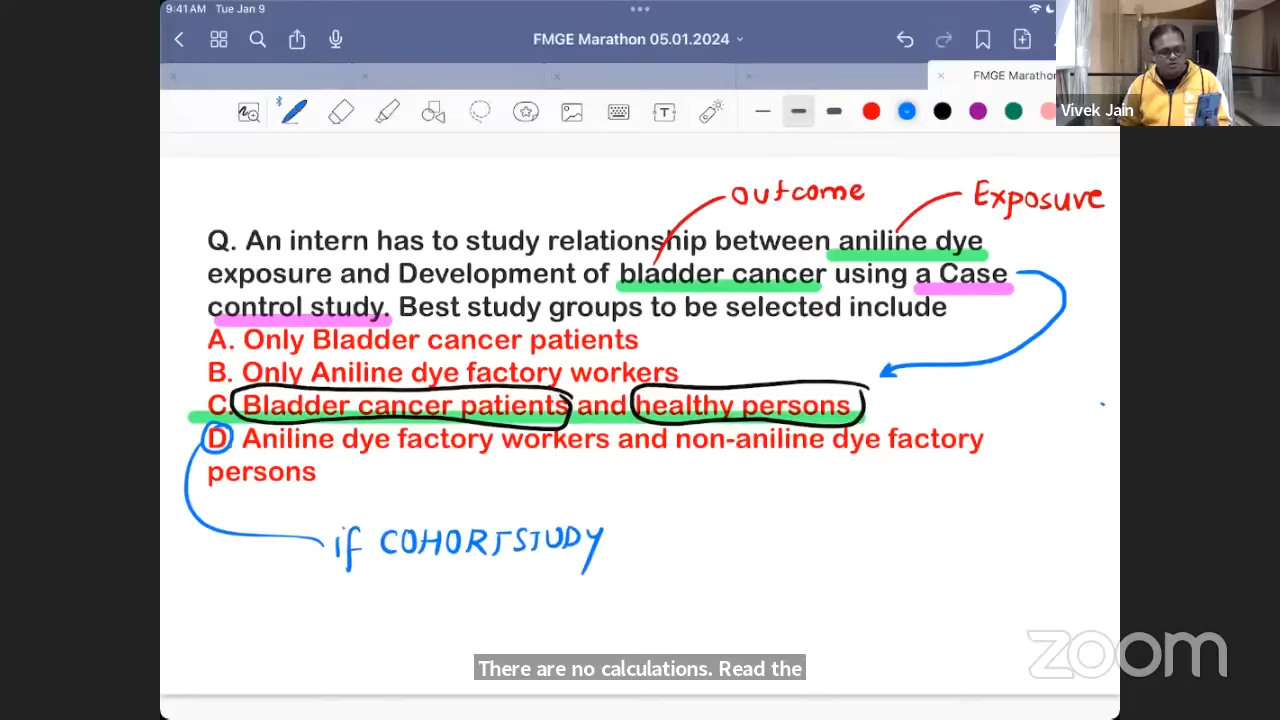 9:41 AM Tue Jan 9
FMGE Marathon 05.01.2024
FMGE Marathon
Vivek Jain
outcome
Exposure
Q. An intern has to study relationship between aniline dye
exposure and Development of bladder cancer using a Case
control study. Best study groups to be selected include
A. Only Bladder cancer patients
B. Only Aniline dye factory workers
C. Bladder cancer patients and healthy persons
D. Aniline dye factory workers and non-aniline dye factory
persons
if COHORT STUDY
There are no calculations. Read the
zoom